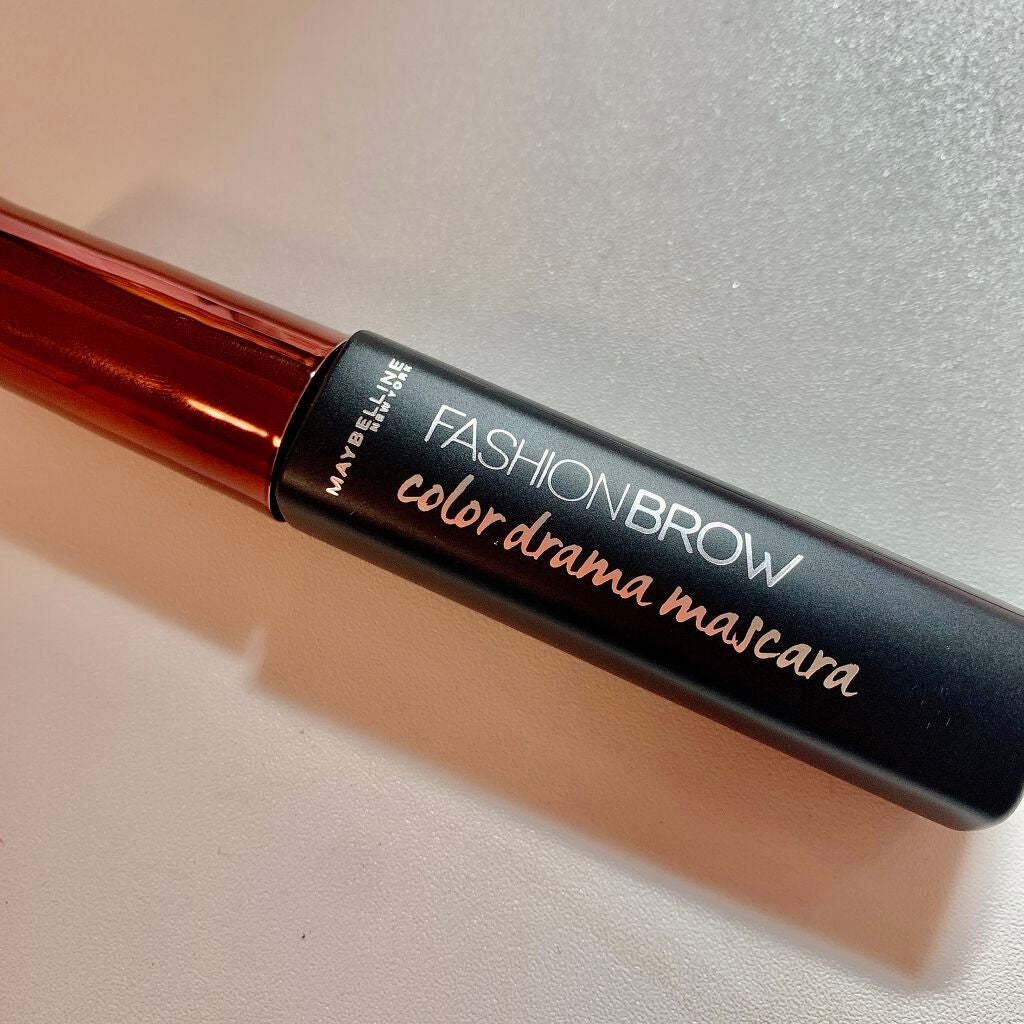 MAYBELLINE
NEW YORK
FASHIONBROW
color drama mascara